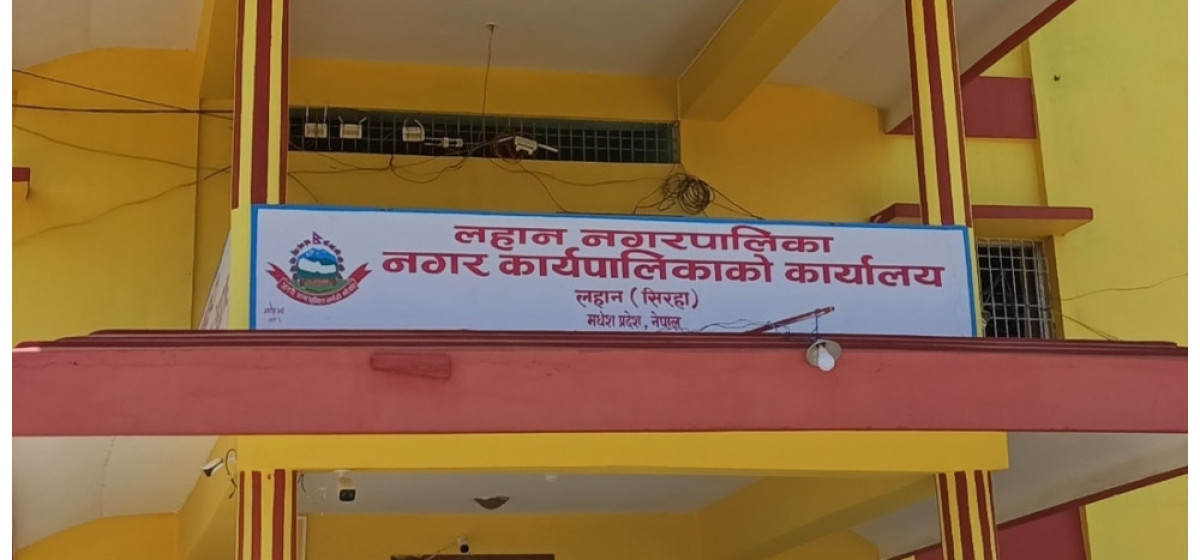 लहान नगरपालिका
नगर कार्यपालिकाको कार्यालय
लहान (सिरहा)
मधेश प्रदेश, नेपाल